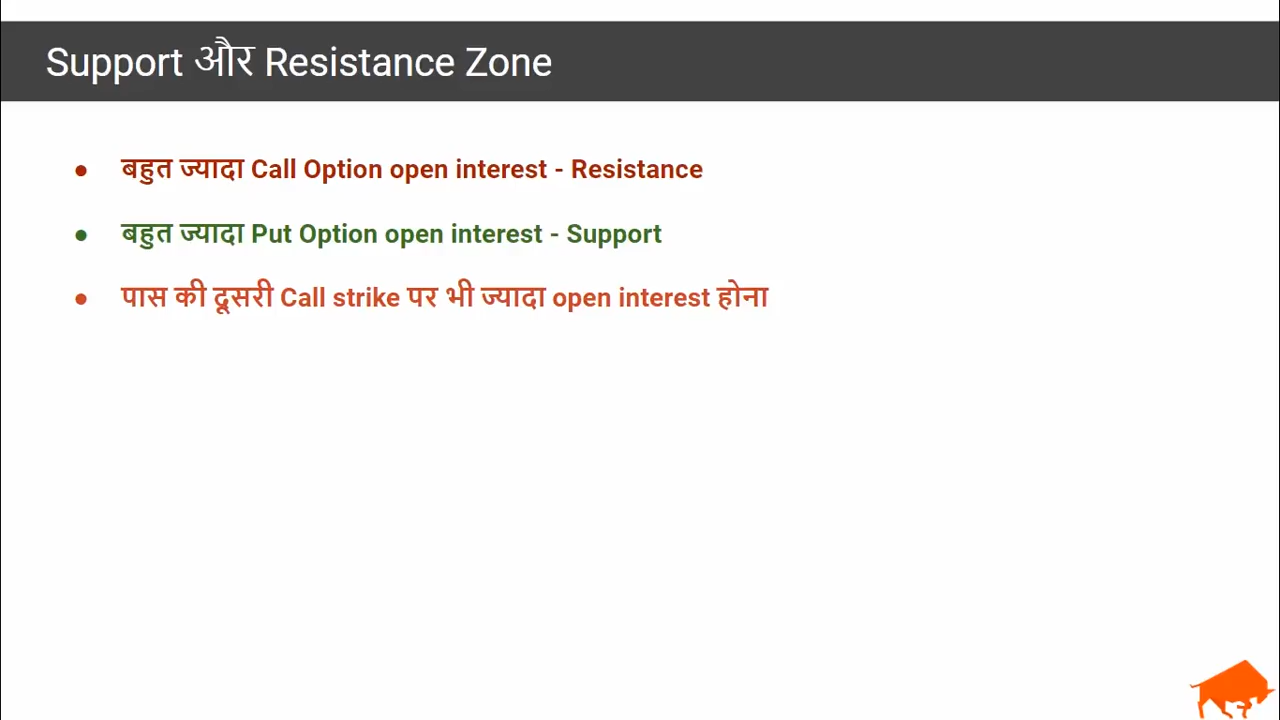 Support और Resistance Zone
● बहुत ज्यादा Call Option open interest - Resistance
● बहुत ज्यादा Put Option open interest - Support
● पास की दूसरी Call strike पर भी ज्यादा open interest होना